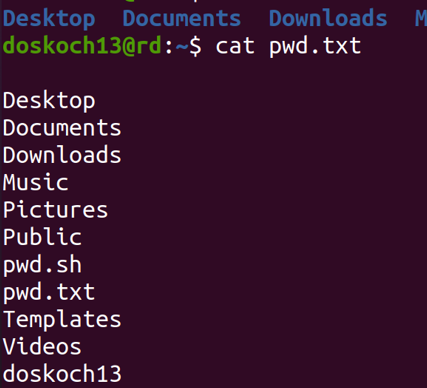 Desktop Documents Downloads M
doskoch13@rd:~$ cat pwd.txt
Desktop
Documents
Downloads
Music
Pictures
Public
pwd.sh
pwd.txt
Templates
Videos
doskoch13